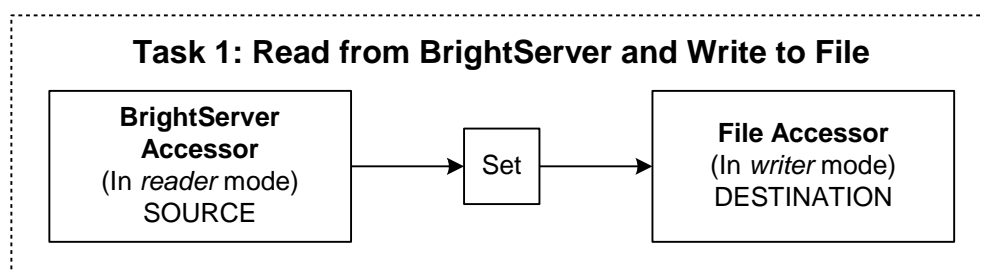 Task 1: Read from BrightServer and Write to File
BrightServer
Accessor
(In reader mode)
SOURCE
Set
File Accessor
(In writer mode)
DESTINATION